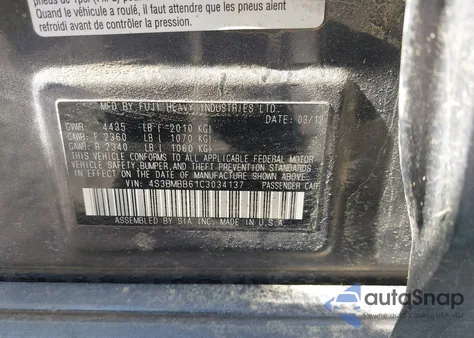 pneus de 1psi
Quand le véhicule a roulé, il faut attendre que les pneus aient
refroidi avant de contrôler la pression.
MFD BY FUJI HEAVY INDUSTRIES LTD.
DATE: 03/12
GVWR: 4435 LB ( 2010 KG)
GAWR: F 2360 LB ( 1070 KG)
GAWR: R 2340 LB ( 1060 KG)
THIS VEHICLE CONFORMS TO ALL APPLICABLE FEDERAL MOTOR
VEHICLE SAFETY, BUMPER, AND THEFT PREVENTION STANDARDS
IN EFFECT ON THE DATE OF MANUFACTURE SHOWN ABOVE.
VIN: 4S3BMBB61C3034137 PASSENGER CAR
ASSEMBLED BY SIA INC. MADE IN U.S.A.
autoSnap